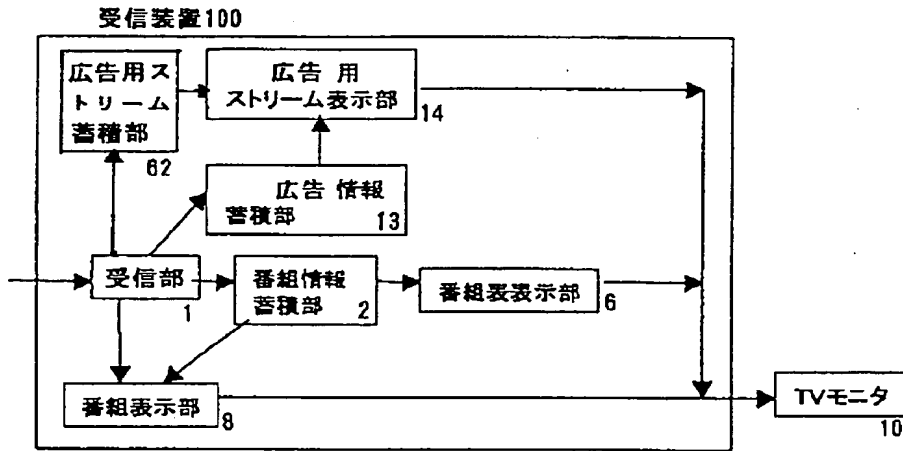 受信装置100
広告用ス
トリーム
蓄積部
62
広告 用
ストリーム表示部
14
広告 情報
蓄積部
13
受信部
1
番組情報
蓄積部
2
番組表表示部
6
番組表示部
8
TVモニタ
10